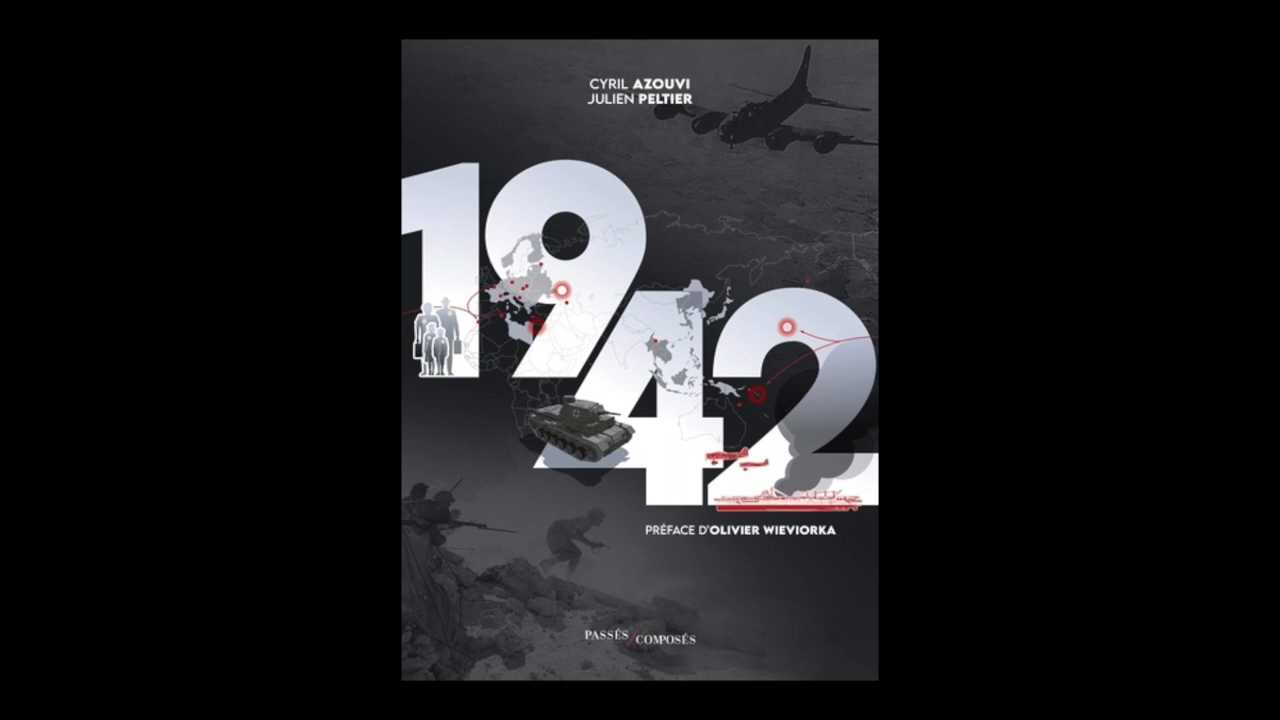 CYRIL AZOUVI
JULIEN PELTIER
1942
PRÉFACE D'OLIVIER WIEVIORKA
PASSÉS/COMPOSÉS